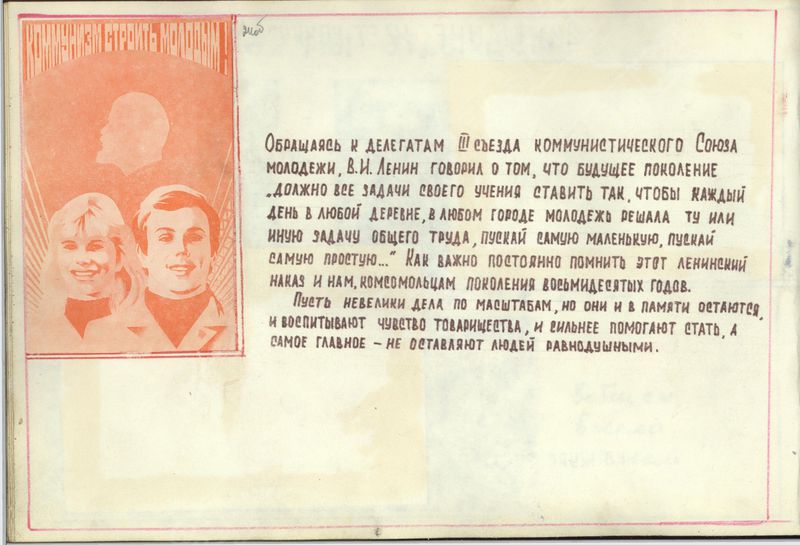 КОММУНИЗМ СТРОИТЬ МОЛОДЫМ!
Обращаясь к делегатам III съезда коммунистического Союза
молодежи, В.И. Ленин говорил о том, что будущее поколение
„должно все задачи своего учения ставить так, чтобы каждый
день в любой деревне, в любом городе молодежь решала ту или
иную задачу общего труда, пускай самую маленькую, пускай
самую простую..." Как важно постоянно помнить этот ленинский
наказ и нам, комсомольцам поколения восьмидесятых годов.
Пусть невелики дела по масштабам, но они и в памяти остаются,
и воспитывают чувство товарищества, и сильнее помогают стать, а
самое главное – не оставляют людей равнодушными.